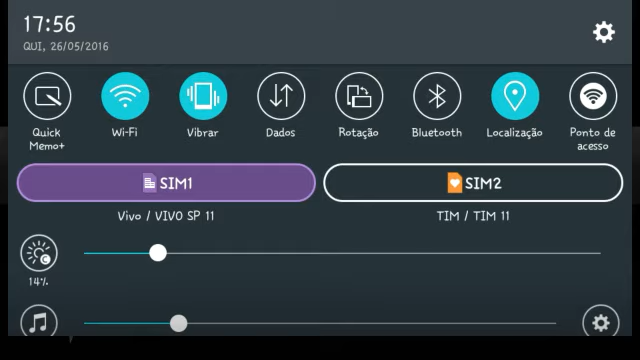 17:56
QUI, 26/05/2016
Quick Memo+
Wi-Fi
Vibrar
Dados
Rotação
Bluetooth
Localização
Ponto de acesso
SIM1
SIM2
Vivo / VIVO SP 11
TIM / TIM 11
14%